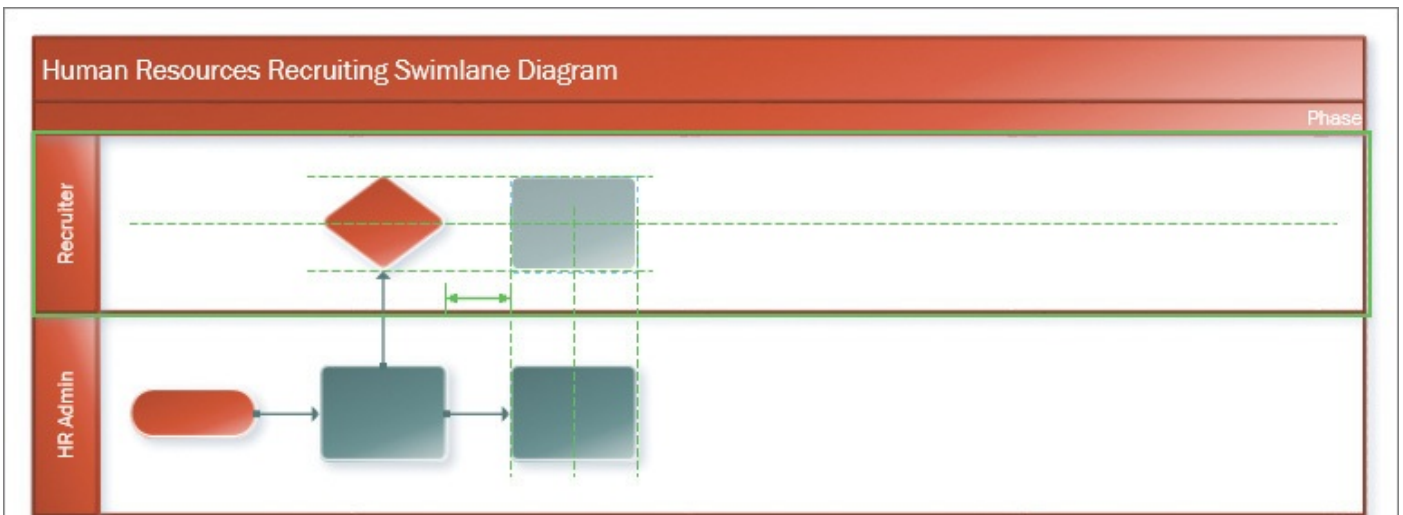 Human Resources Recruiting Swimlane Diagram
Phase
Recruiter
HR Admin